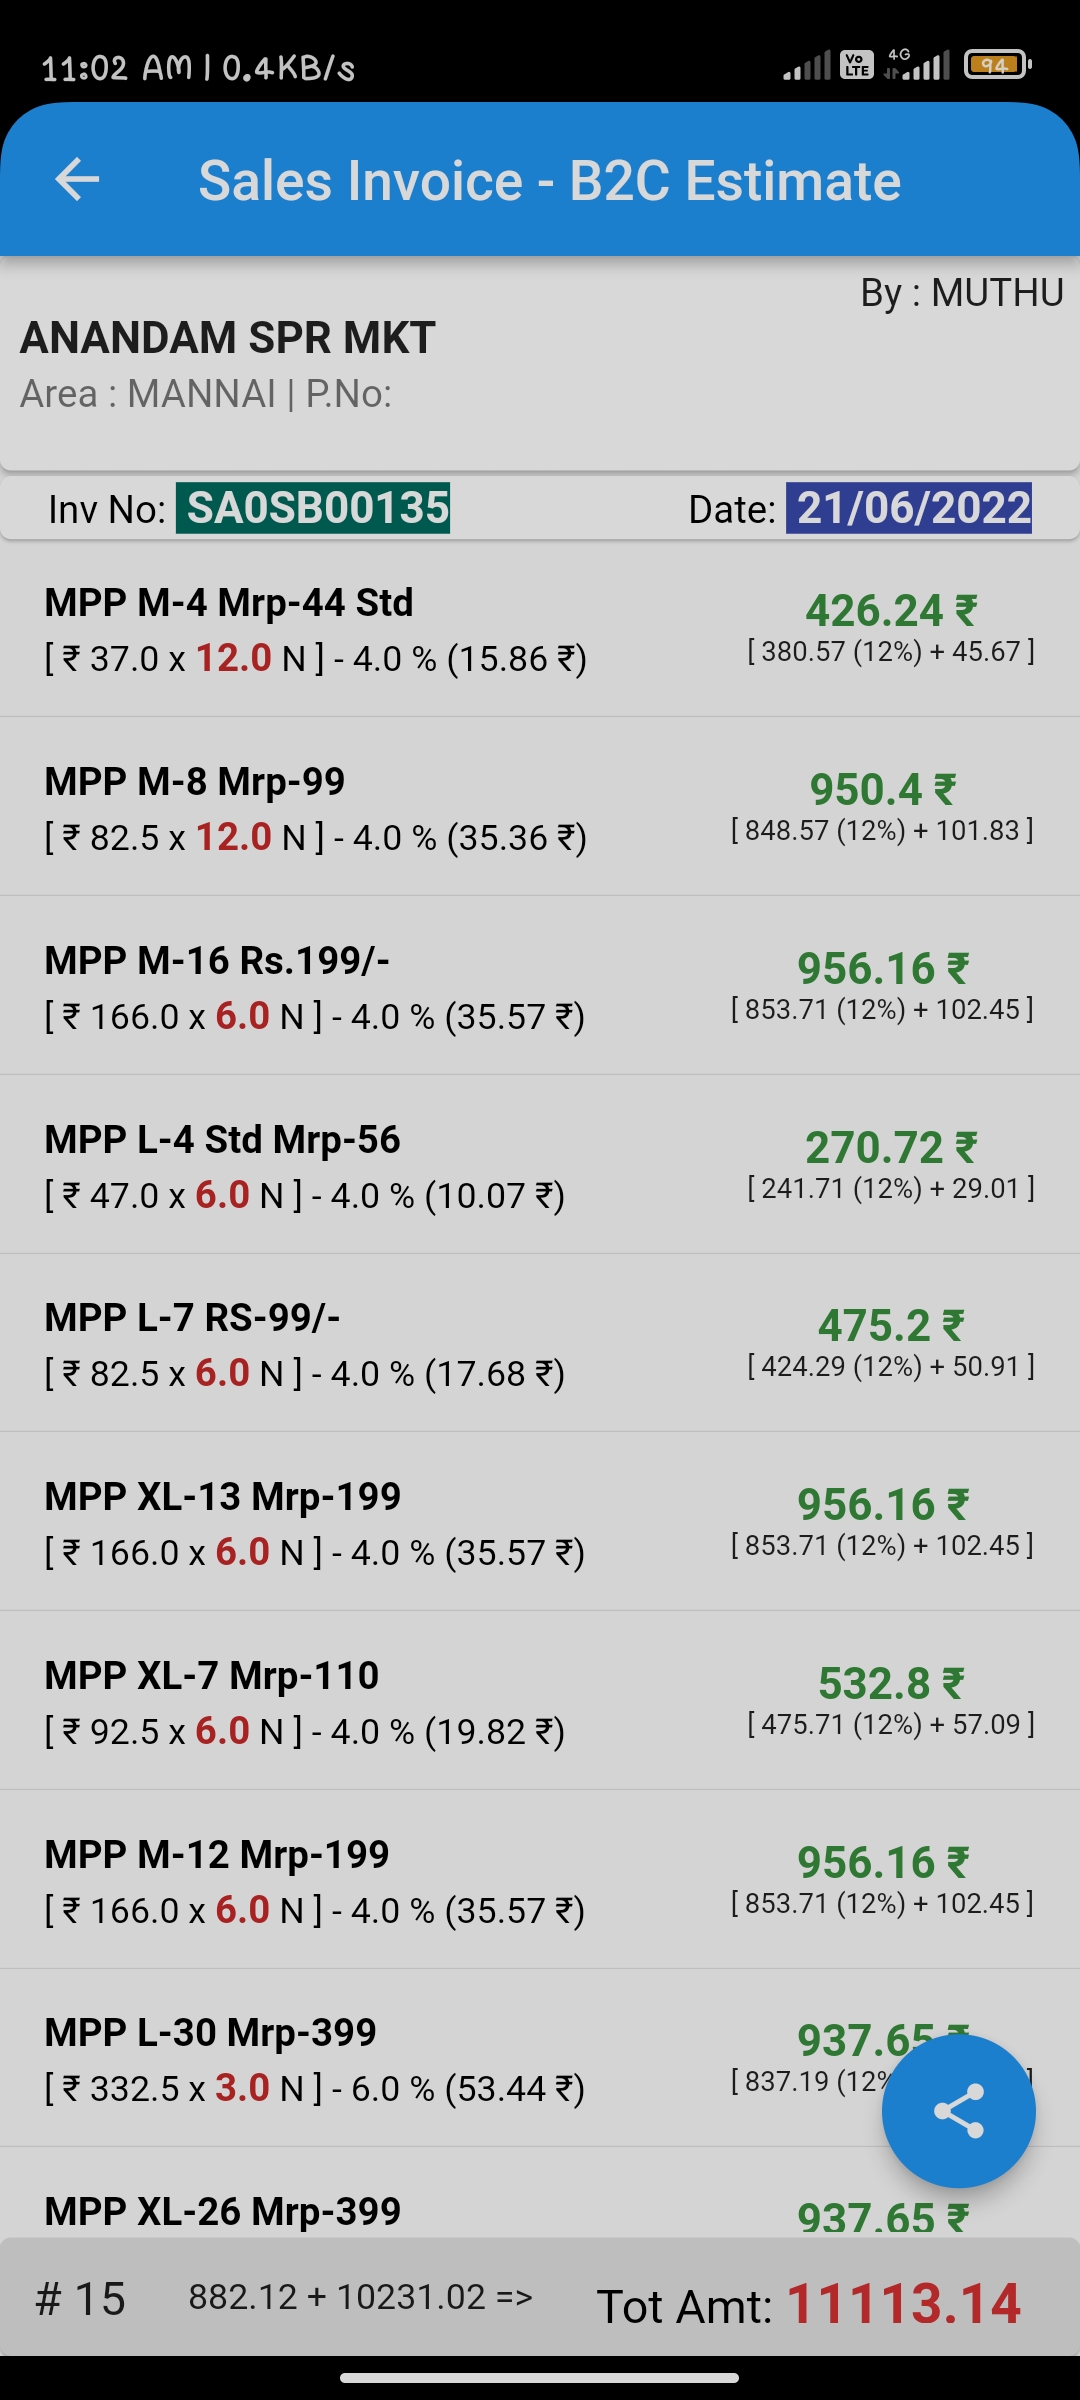 11:02 AM | 0.4KB/s
Vo LTE 4G 94
Sales Invoice - B2C Estimate
By : MUTHU
ANANDAM SPR MKT
Area : MANNAI | P.No:
Inv No: SA0SB00135 Date: 21/06/2022
MPP M-4 Mrp-44 Std 426.24 ₹
[ ₹ 37.0 x 12.0 N ] - 4.0 % (15.86 ₹) [ 380.57 (12%) + 45.67 ]
MPP M-8 Mrp-99 950.4 ₹
[ ₹ 82.5 x 12.0 N ] - 4.0 % (35.36 ₹) [ 848.57 (12%) + 101.83 ]
MPP M-16 Rs.199/- 956.16 ₹
[ ₹ 166.0 x 6.0 N ] - 4.0 % (35.57 ₹) [ 853.71 (12%) + 102.45 ]
MPP L-4 Std Mrp-56 270.72 ₹
[ ₹ 47.0 x 6.0 N ] - 4.0 % (10.07 ₹) [ 241.71 (12%) + 29.01 ]
MPP L-7 RS-99/- 475.2 ₹
[ ₹ 82.5 x 6.0 N ] - 4.0 % (17.68 ₹) [ 424.29 (12%) + 50.91 ]
MPP XL-13 Mrp-199 956.16 ₹
[ ₹ 166.0 x 6.0 N ] - 4.0 % (35.57 ₹) [ 853.71 (12%) + 102.45 ]
MPP XL-7 Mrp-110 532.8 ₹
[ ₹ 92.5 x 6.0 N ] - 4.0 % (19.82 ₹) [ 475.71 (12%) + 57.09 ]
MPP M-12 Mrp-199 956.16 ₹
[ ₹ 166.0 x 6.0 N ] - 4.0 % (35.57 ₹) [ 853.71 (12%) + 102.45 ]
MPP L-30 Mrp-399 937.65 ₹
[ ₹ 332.5 x 3.0 N ] - 6.0 % (53.44 ₹) [ 837.19 (12% ]
MPP XL-26 Mrp-399 937.65 ₹
# 15 882.12 + 10231.02 => Tot Amt: 11113.14